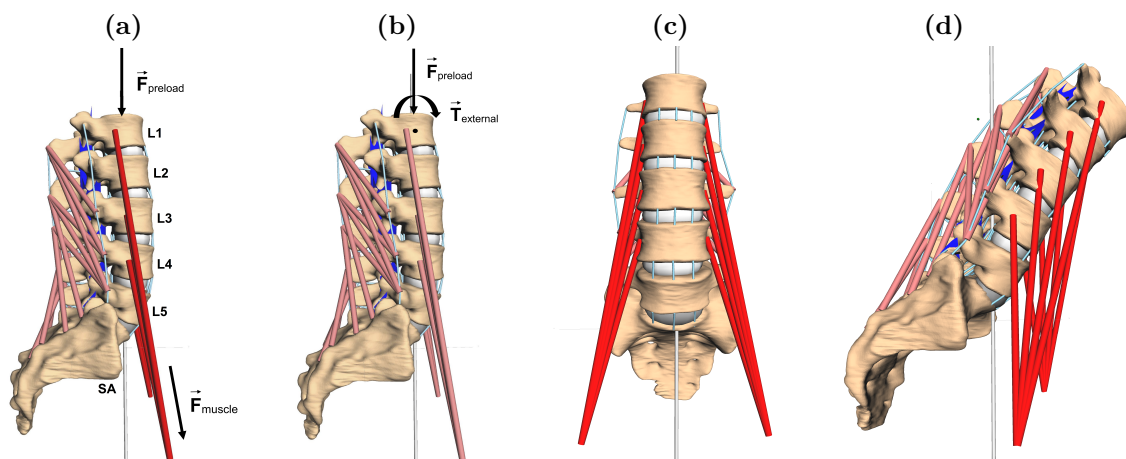 (a) (b) (c) (d)
F preload F preload
T external
L1
L2
L3
L4
L5
SA
F muscle